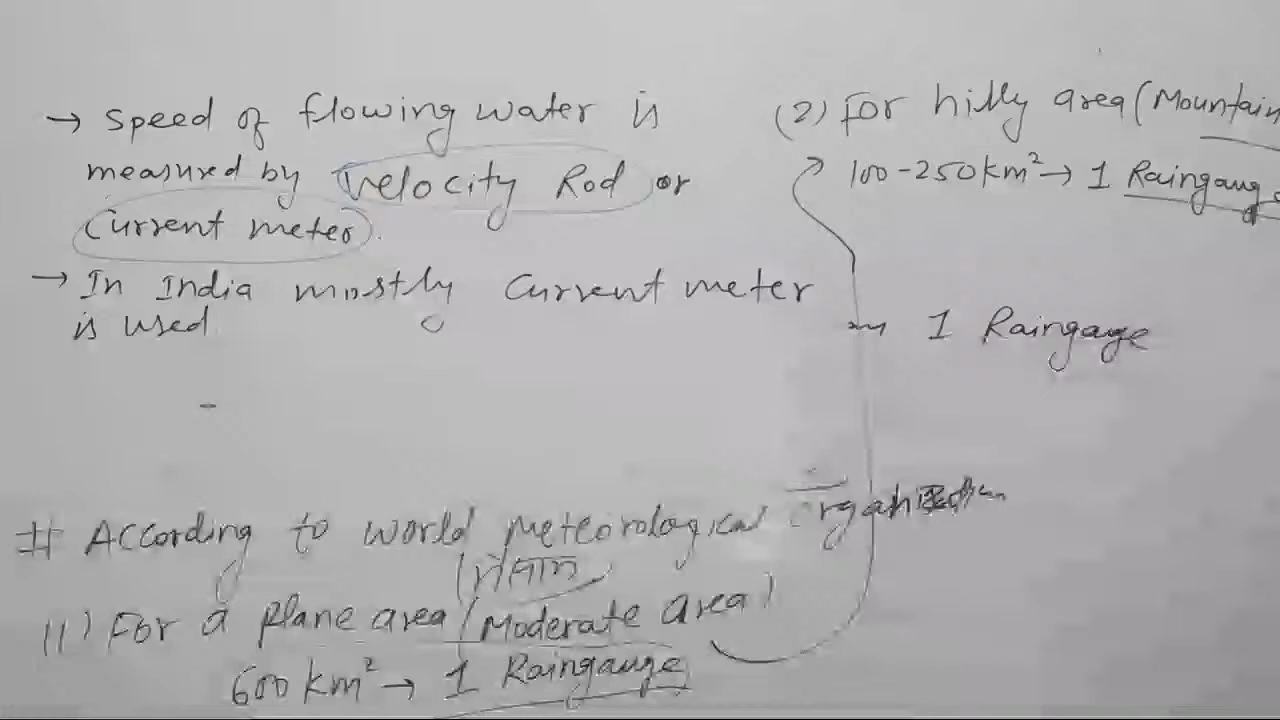 → Speed of flowing water is
measured by Velocity Rod or
Current meter.
→ In India mostly Current meter
is used
# According to world meteorological organization
(1) For a plane area (Moderate area)
600 km² → 1 Raingauge
(2) For hilly area (Mountain
100-250 km² → 1 Raingaug
1 Raingage